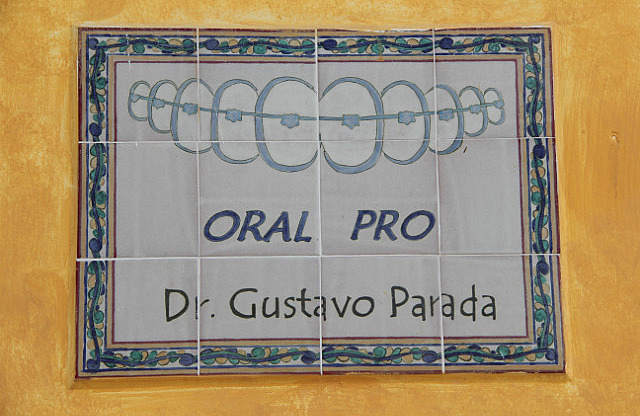 ORAL PRO
Dr. Gustavo Parada